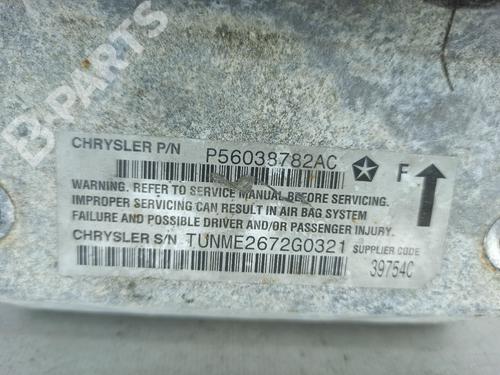 B-PARTS
CHRYSLER P/N P56038782AC
F
WARNING. REFER TO SERVICE MANUAL BEFORE SERVICING.
IMPROPER SERVICING CAN RESULT IN AIR BAG SYSTEM
FAILURE AND POSSIBLE DRIVER AND/OR PASSENGER INJURY.
CHRYSLER S/N TUNME2672G0321 SUPPLIER CODE
39754C